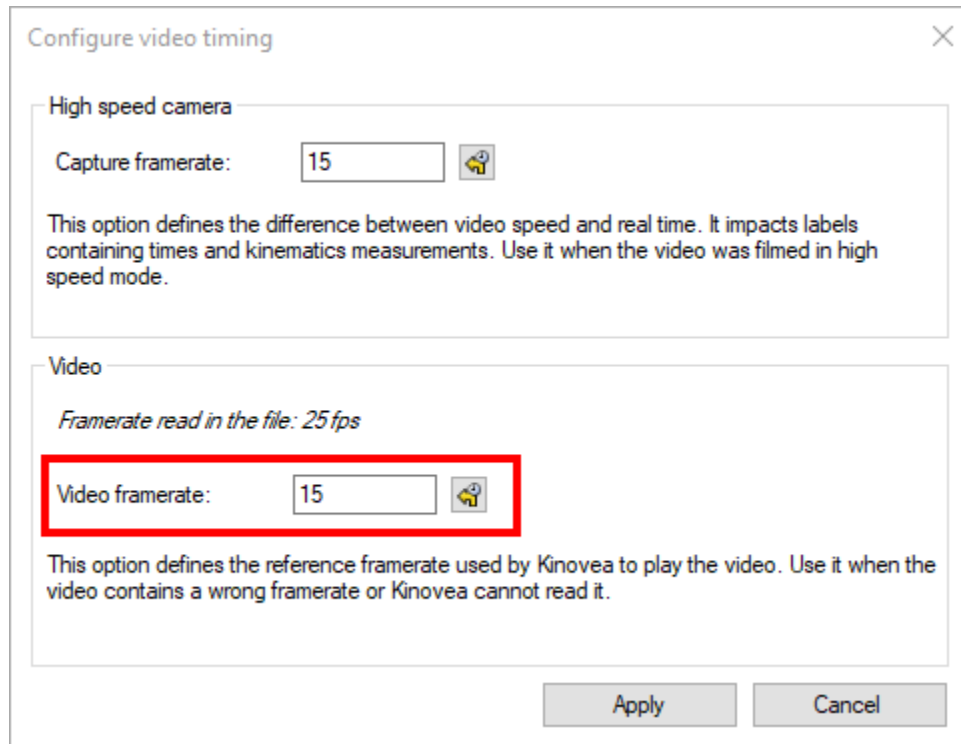 Configure video timing
High speed camera
Capture framerate: 15
This option defines the difference between video speed and real time. It impacts labels
containing times and kinematics measurements. Use it when the video was filmed in high
speed mode.
Video
Framerate read in the file: 25 fps
Video framerate: 15
This option defines the reference framerate used by Kinovea to play the video. Use it when the
video contains a wrong framerate or Kinovea cannot read it.
Apply Cancel